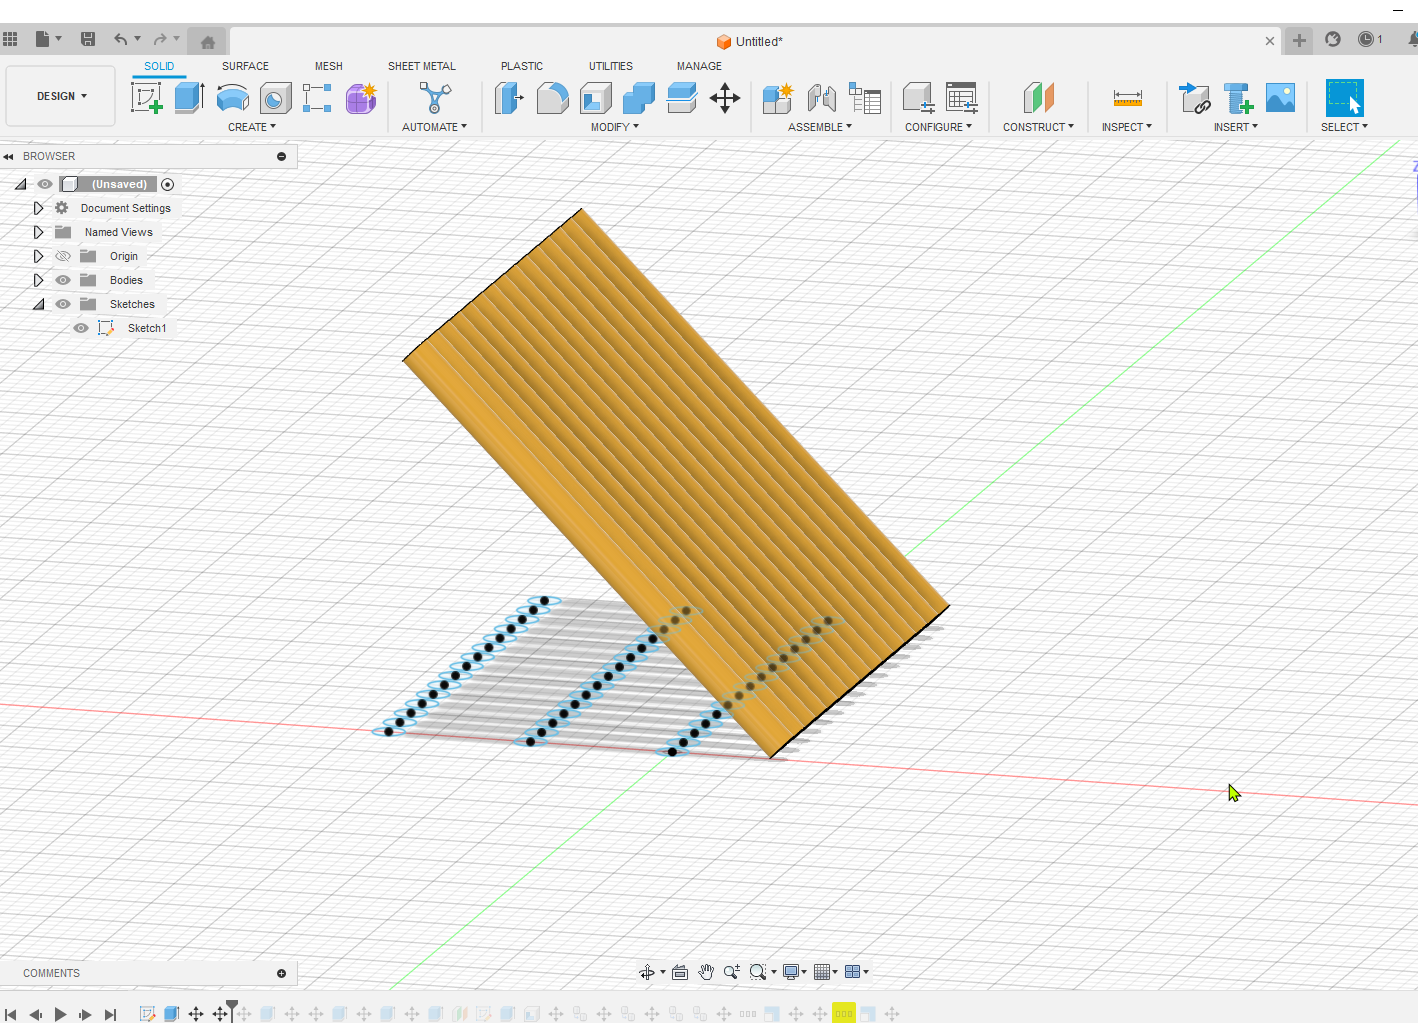 Untitled*
1
SOLID SURFACE MESH SHEET METAL PLASTIC UTILITIES MANAGE
DESIGN
CREATE AUTOMATE MODIFY ASSEMBLE CONFIGURE CONSTRUCT INSPECT INSERT SELECT
BROWSER
(Unsaved)
Document Settings
Named Views
Origin
Bodies
Sketches
Sketch1
Z
COMMENTS